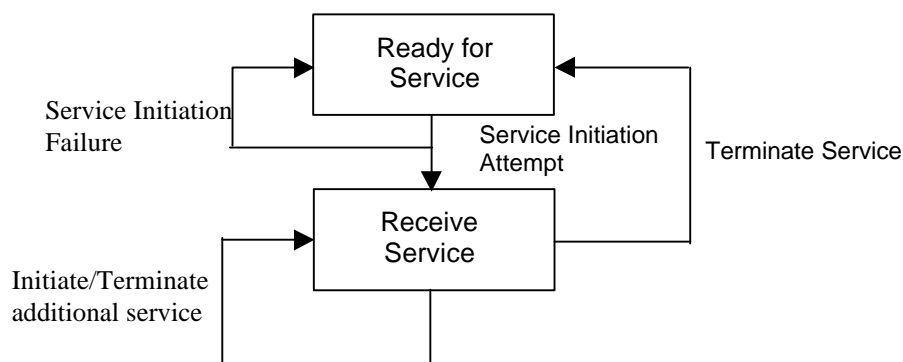 Ready for
Service
Service Initiation
Failure
Service Initiation
Attempt
Terminate Service
Receive
Service
Initiate/Terminate
additional service